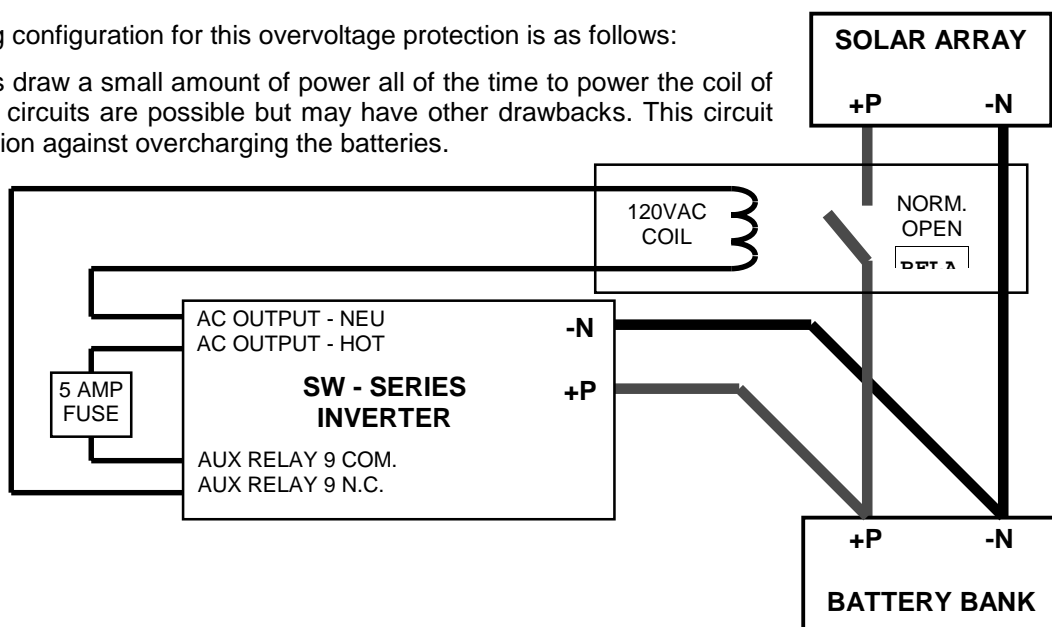 g configuration for this overvoltage protection is as follows:
s draw a small amount of power all of the time to power the coil of
circuits are possible but may have other drawbacks. This circuit
ion against overcharging the batteries.
SOLAR ARRAY
+P -N
120VAC
COIL
NORM.
OPEN
AC OUTPUT - NEU
AC OUTPUT - HOT
-N
+P
SW - SERIES
INVERTER
5 AMP
FUSE
AUX RELAY 9 COM.
AUX RELAY 9 N.C.
+P -N
BATTERY BANK